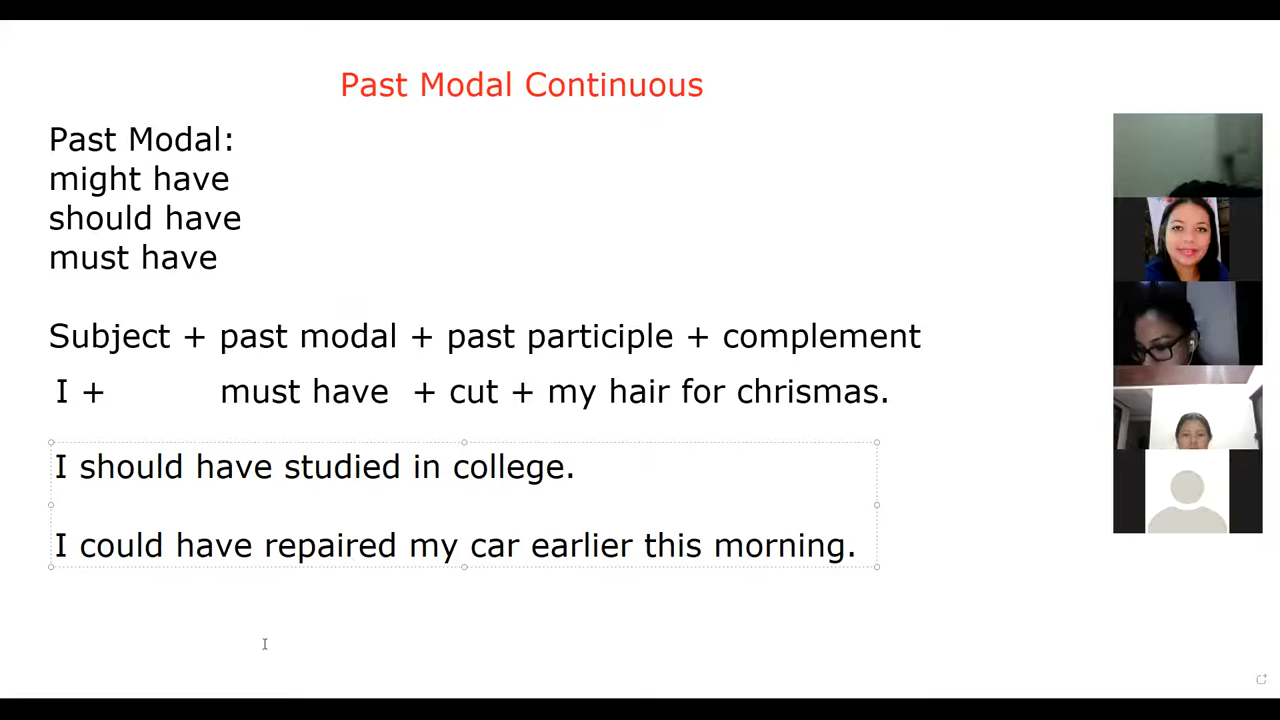 Past Modal Continuous
Past Modal:
might have
should have
must have
Subject + past modal + past participle + complement
I + must have + cut + my hair for chrismas.
I should have studied in college.
I could have repaired my car earlier this morning.